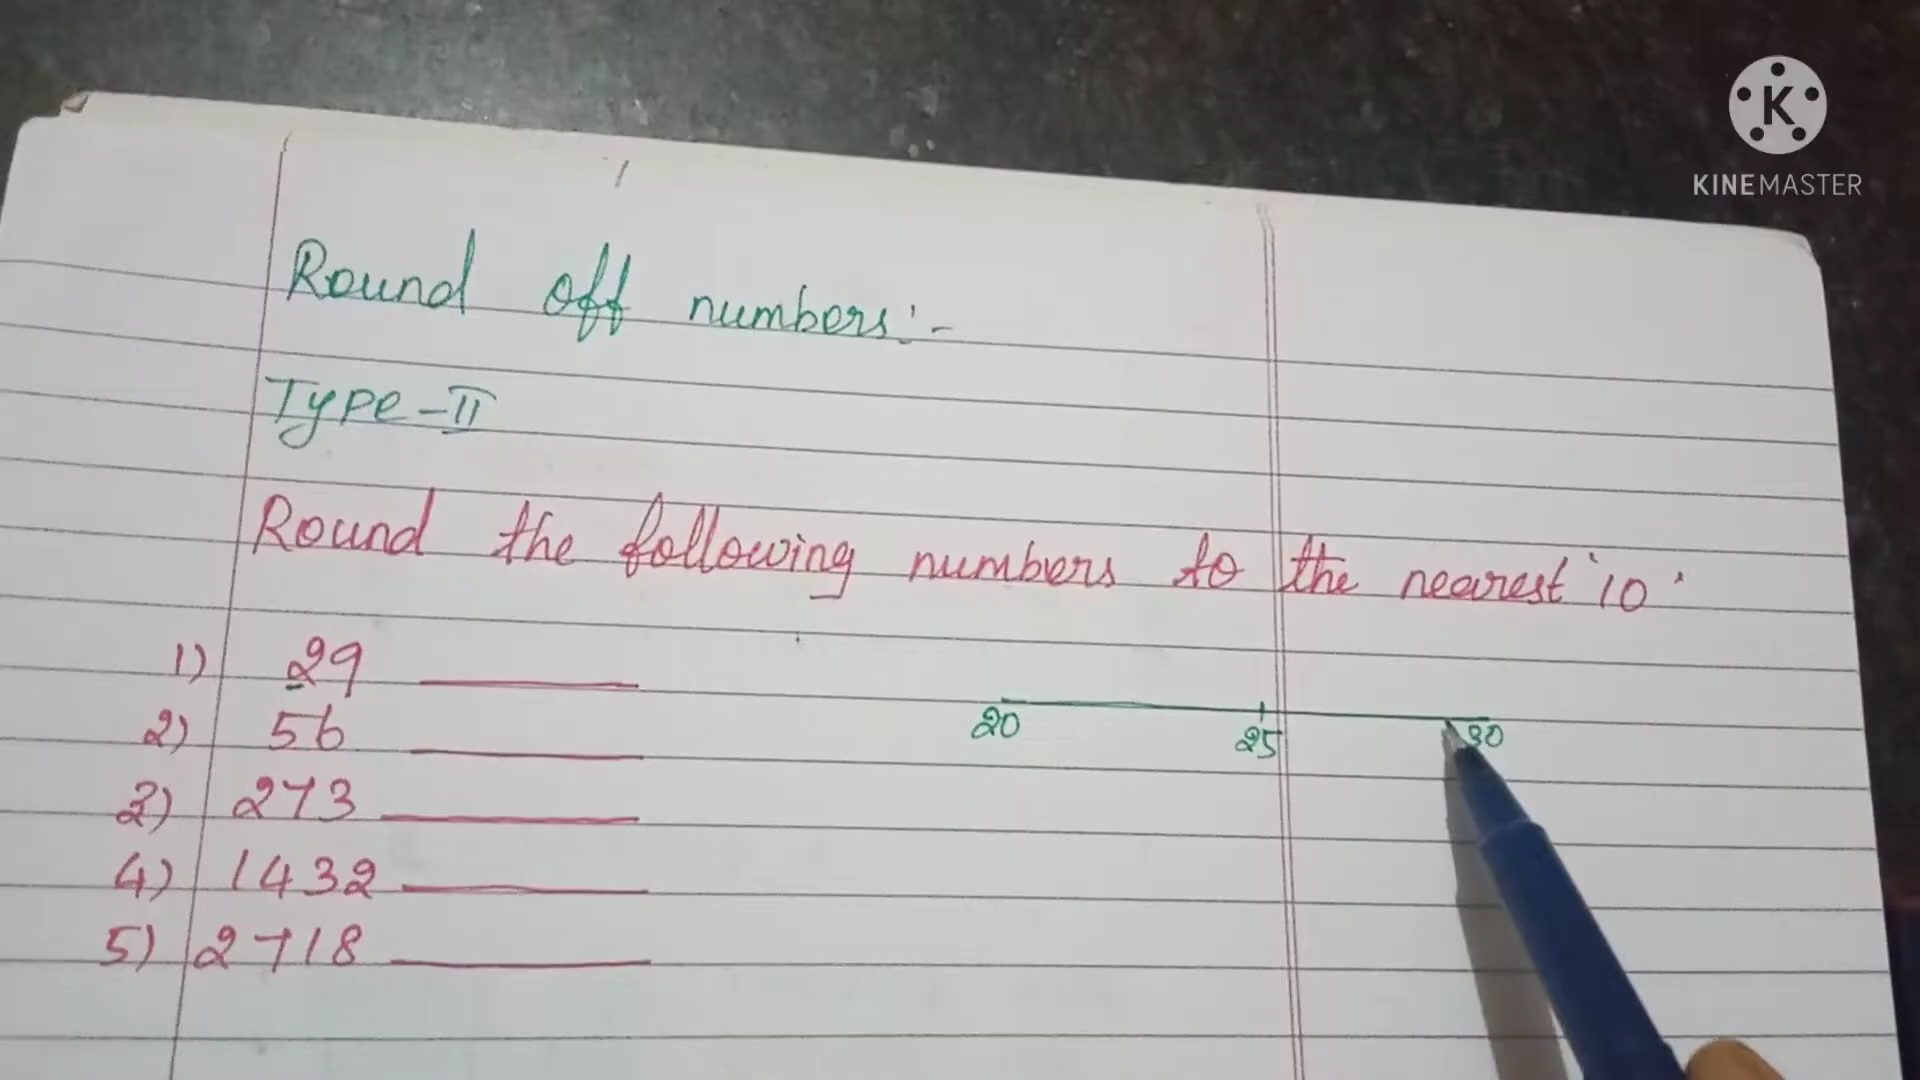 K
KINEMASTER
Round off numbers:-
Type-II
Round the following numbers to the nearest '10'
1) 29
20 25 30
2) 56
3) 273
4) 1432
5) 2718